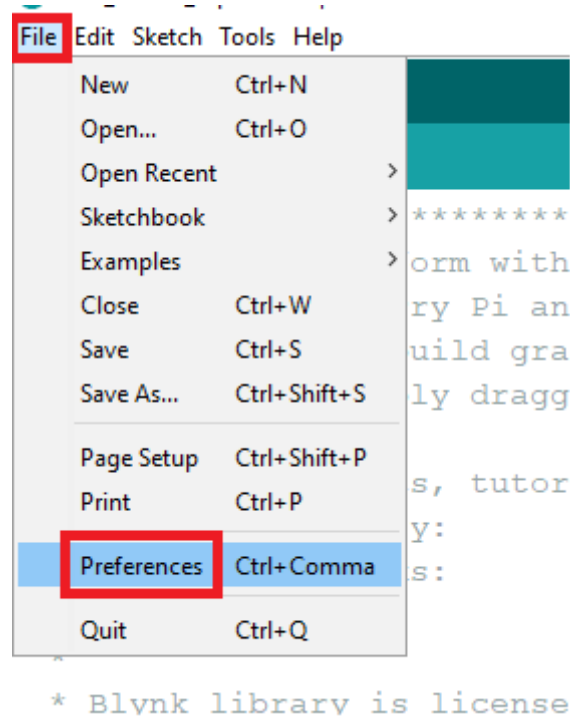 File Edit Sketch Tools Help
New Ctrl+N
Open... Ctrl+O
Open Recent >
Sketchbook > ********
Examples > orm with
Close Ctrl+W ry Pi an
Save Ctrl+S uild gra
Save As... Ctrl+Shift+S ly dragg
Page Setup Ctrl+Shift+P
s, tutor
Print Ctrl+P
y:
Preferences Ctrl+Comma s:
Quit Ctrl+Q
* Blynk library is license